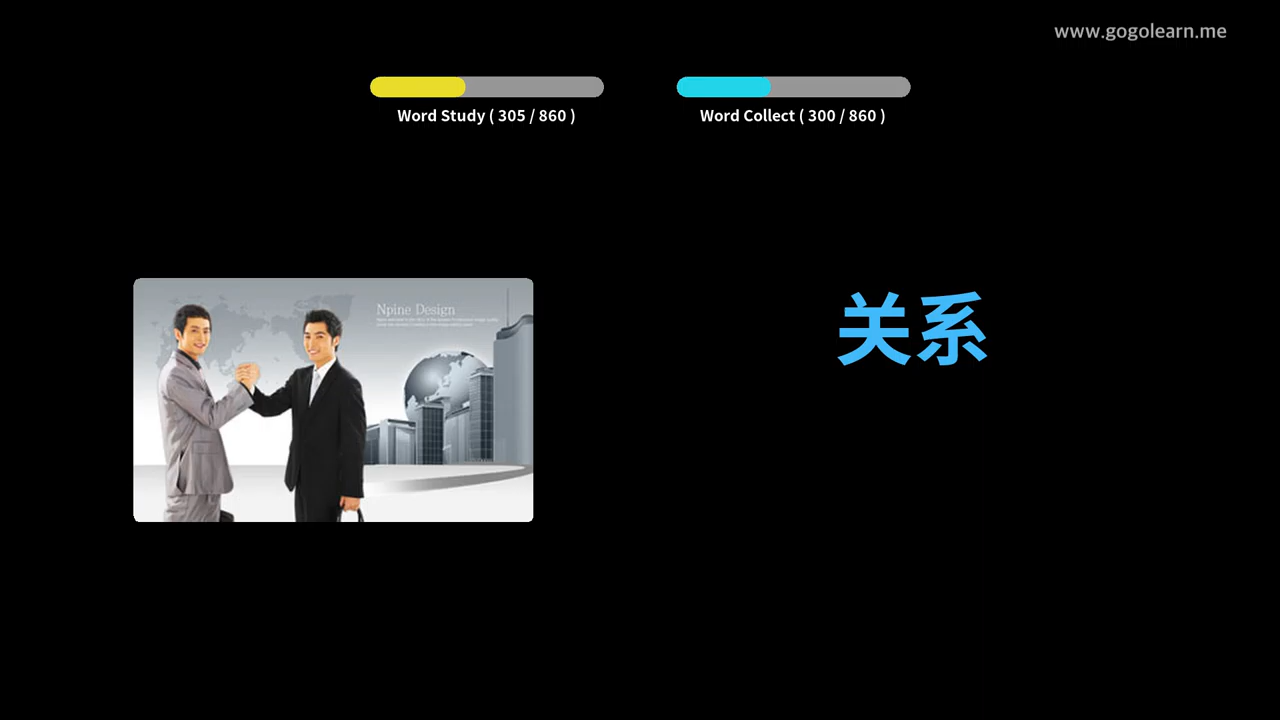 www.gogolearn.me
Word Study ( 305 / 860 )
Word Collect ( 300 / 860 )
Npine Design
关系